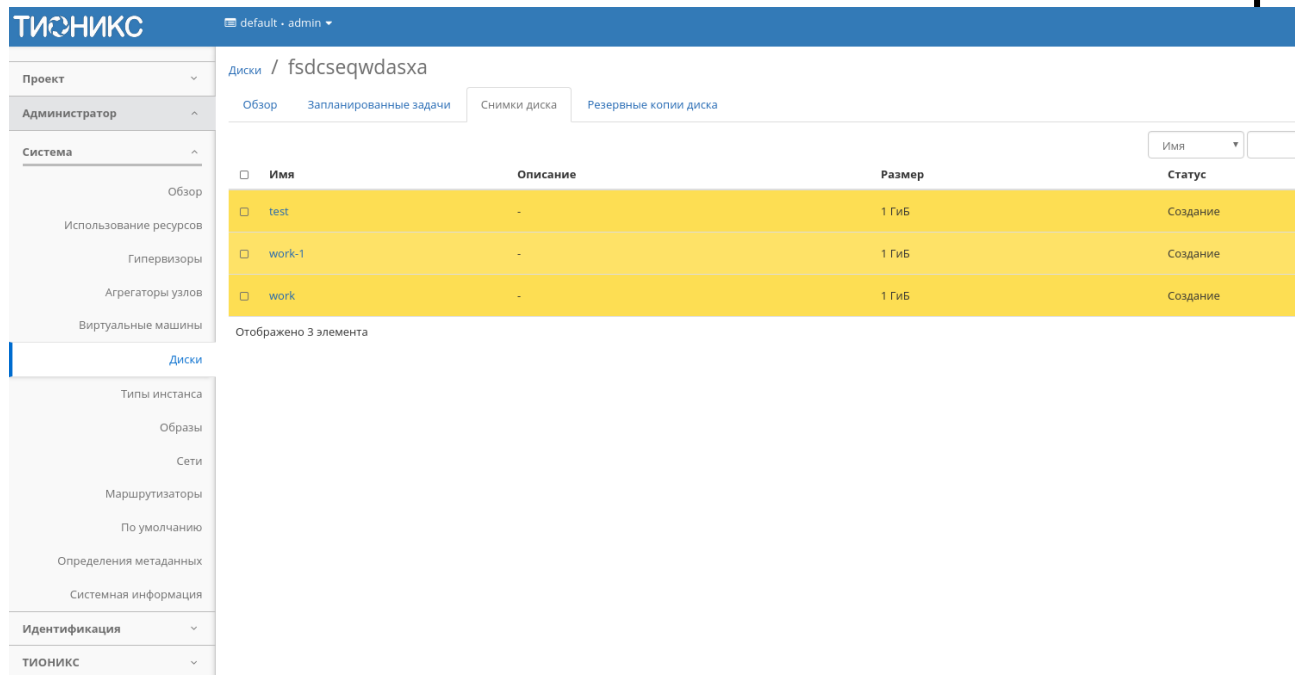 ТИОНИКС
default • admin
Проект
Администратор
Система
Обзор
Использование ресурсов
Гипервизоры
Агрегаторы узлов
Виртуальные машины
Диски
Типы инстанса
Образы
Сети
Маршрутизаторы
По умолчанию
Определения метаданных
Системная информация
Идентификация
ТИОНИКС
Диски / fsdcseqwdasxa
Обзор Запланированные задачи Снимки диска Резервные копии диска
Имя
Имя Описание Размер Статус
test - 1 ГиБ Создание
work-1 - 1 ГиБ Создание
work - 1 ГиБ Создание
Отображено 3 элемента